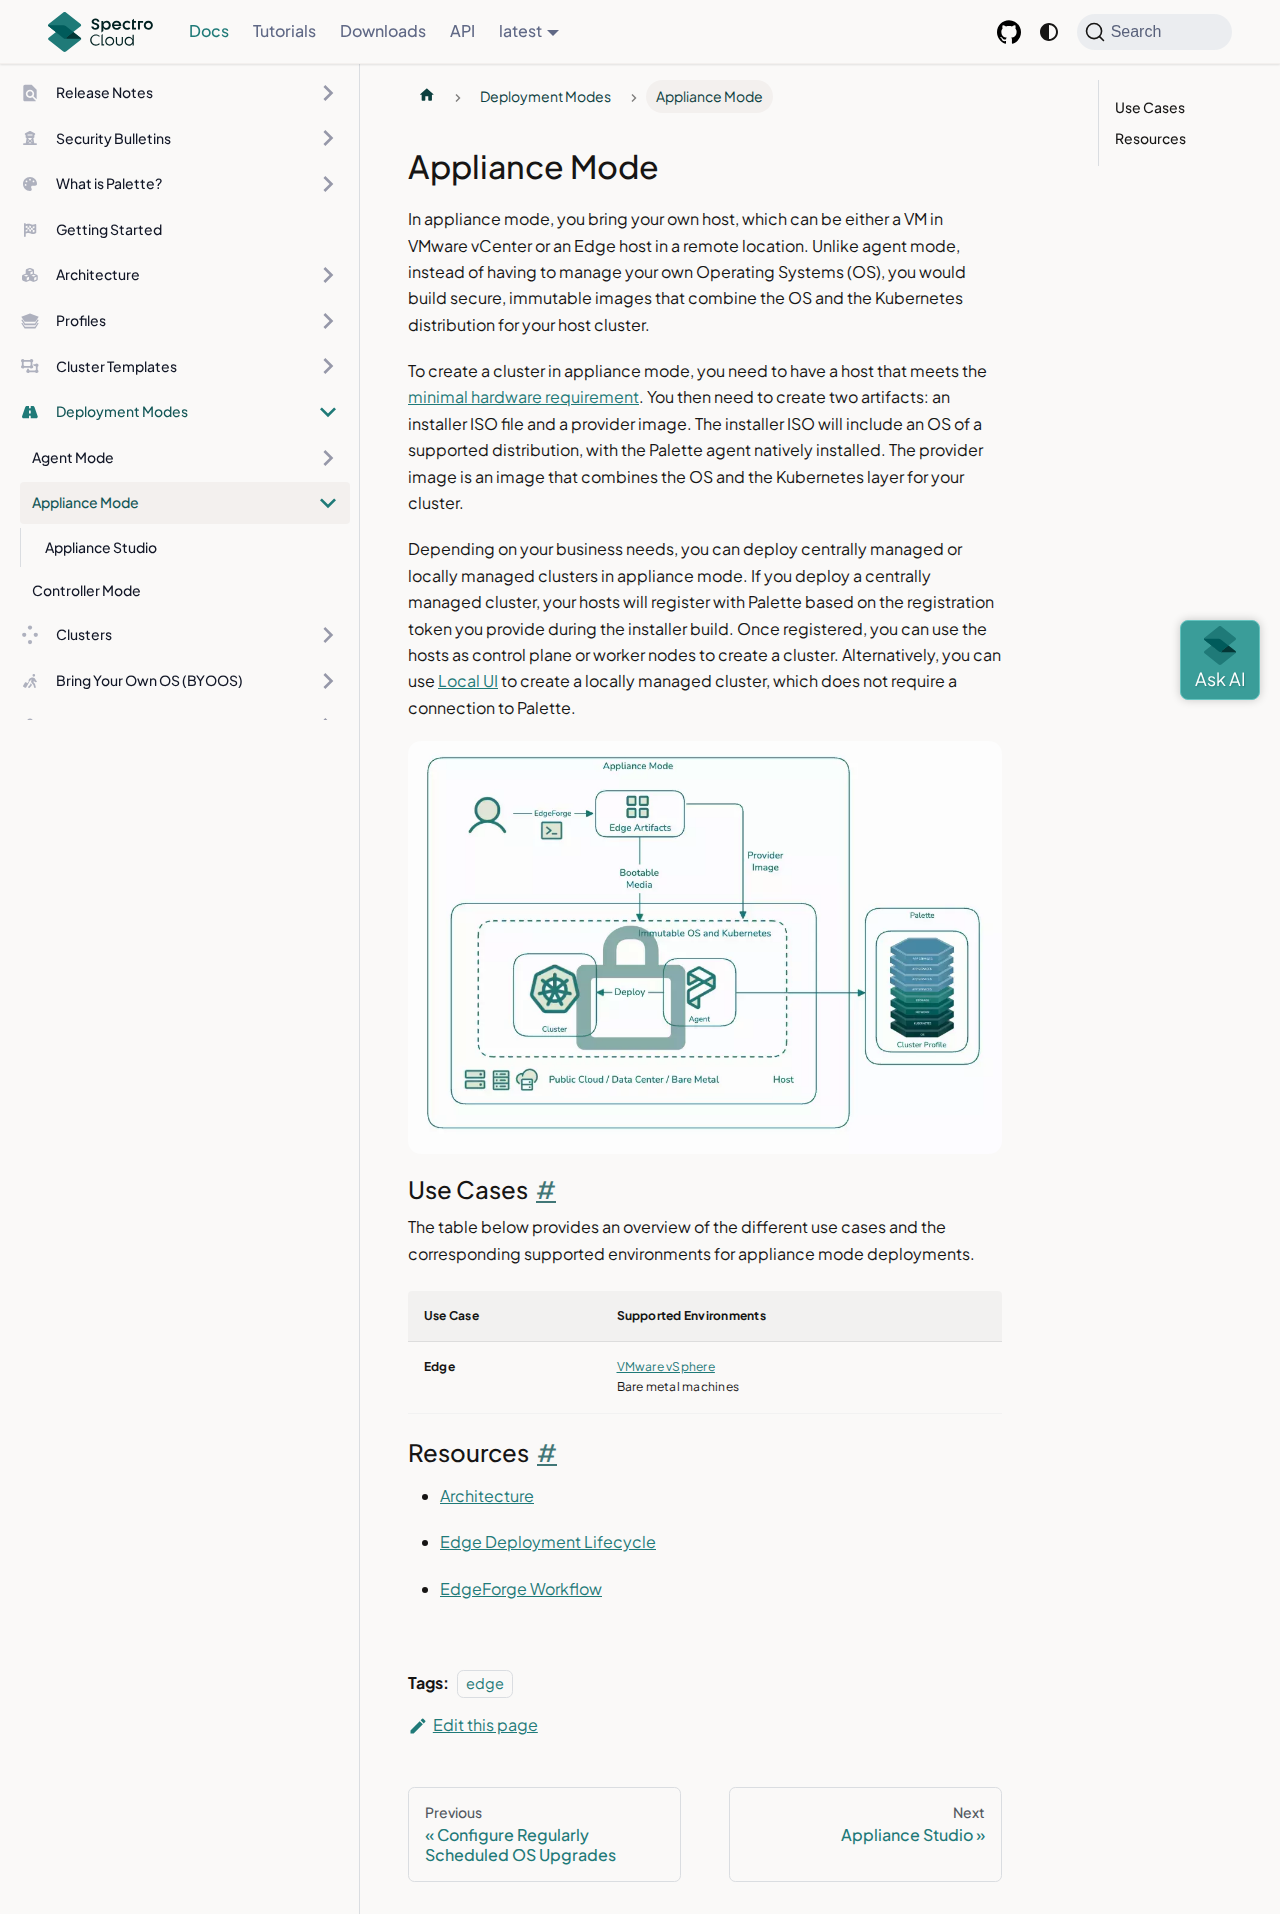 Spectro Cloud
Docs
Tutorials
Downloads
API
latest
Search
Release Notes
Security Bulletins
What is Palette?
Getting Started
Architecture
Profiles
Cluster Templates
Deployment Modes
Agent Mode
Appliance Mode
Appliance Studio
Controller Mode
Clusters
Bring Your Own OS (BYOOS)
Deployment Modes
Appliance Mode
Appliance Mode
In appliance mode, you bring your own host, which can be either a VM in
VMware vCenter or an Edge host in a remote location. Unlike agent mode,
instead of having to manage your own Operating Systems (OS), you would
build secure, immutable images that combine the OS and the Kubernetes
distribution for your host cluster.
To create a cluster in appliance mode, you need to have a host that meets the
minimal hardware requirement. You then need to create two artifacts: an
installer ISO file and a provider image. The installer ISO will include an OS of a
supported distribution, with the Palette agent natively installed. The provider
image is an image that combines the OS and the Kubernetes layer for your
cluster.
Depending on your business needs, you can deploy centrally managed or
locally managed clusters in appliance mode. If you deploy a centrally
managed cluster, your hosts will register with Palette based on the registration
token you provide during the installer build. Once registered, you can use the
hosts as control plane or worker nodes to create a cluster. Alternatively, you can
use Local UI to create a locally managed cluster, which does not require a
connection to Palette.
Appliance Mode
EdgeForge
Edge Artifacts
Provider
Image
Bootable
Media
Palette
Immutable OS and Kubernetes
Deploy
Cluster
Agent
Cluster Profile
Public Cloud / Data Center / Bare Metal
Host
Use Cases #
The table below provides an overview of the different use cases and the
corresponding supported environments for appliance mode deployments.
Use Case
Supported Environments
Edge
VMware vSphere
Bare metal machines
Resources #
Architecture
Edge Deployment Lifecycle
EdgeForge Workflow
Tags: edge
Edit this page
Previous
« Configure Regularly
Scheduled OS Upgrades
Next
Appliance Studio »
Use Cases
Resources
Ask AI